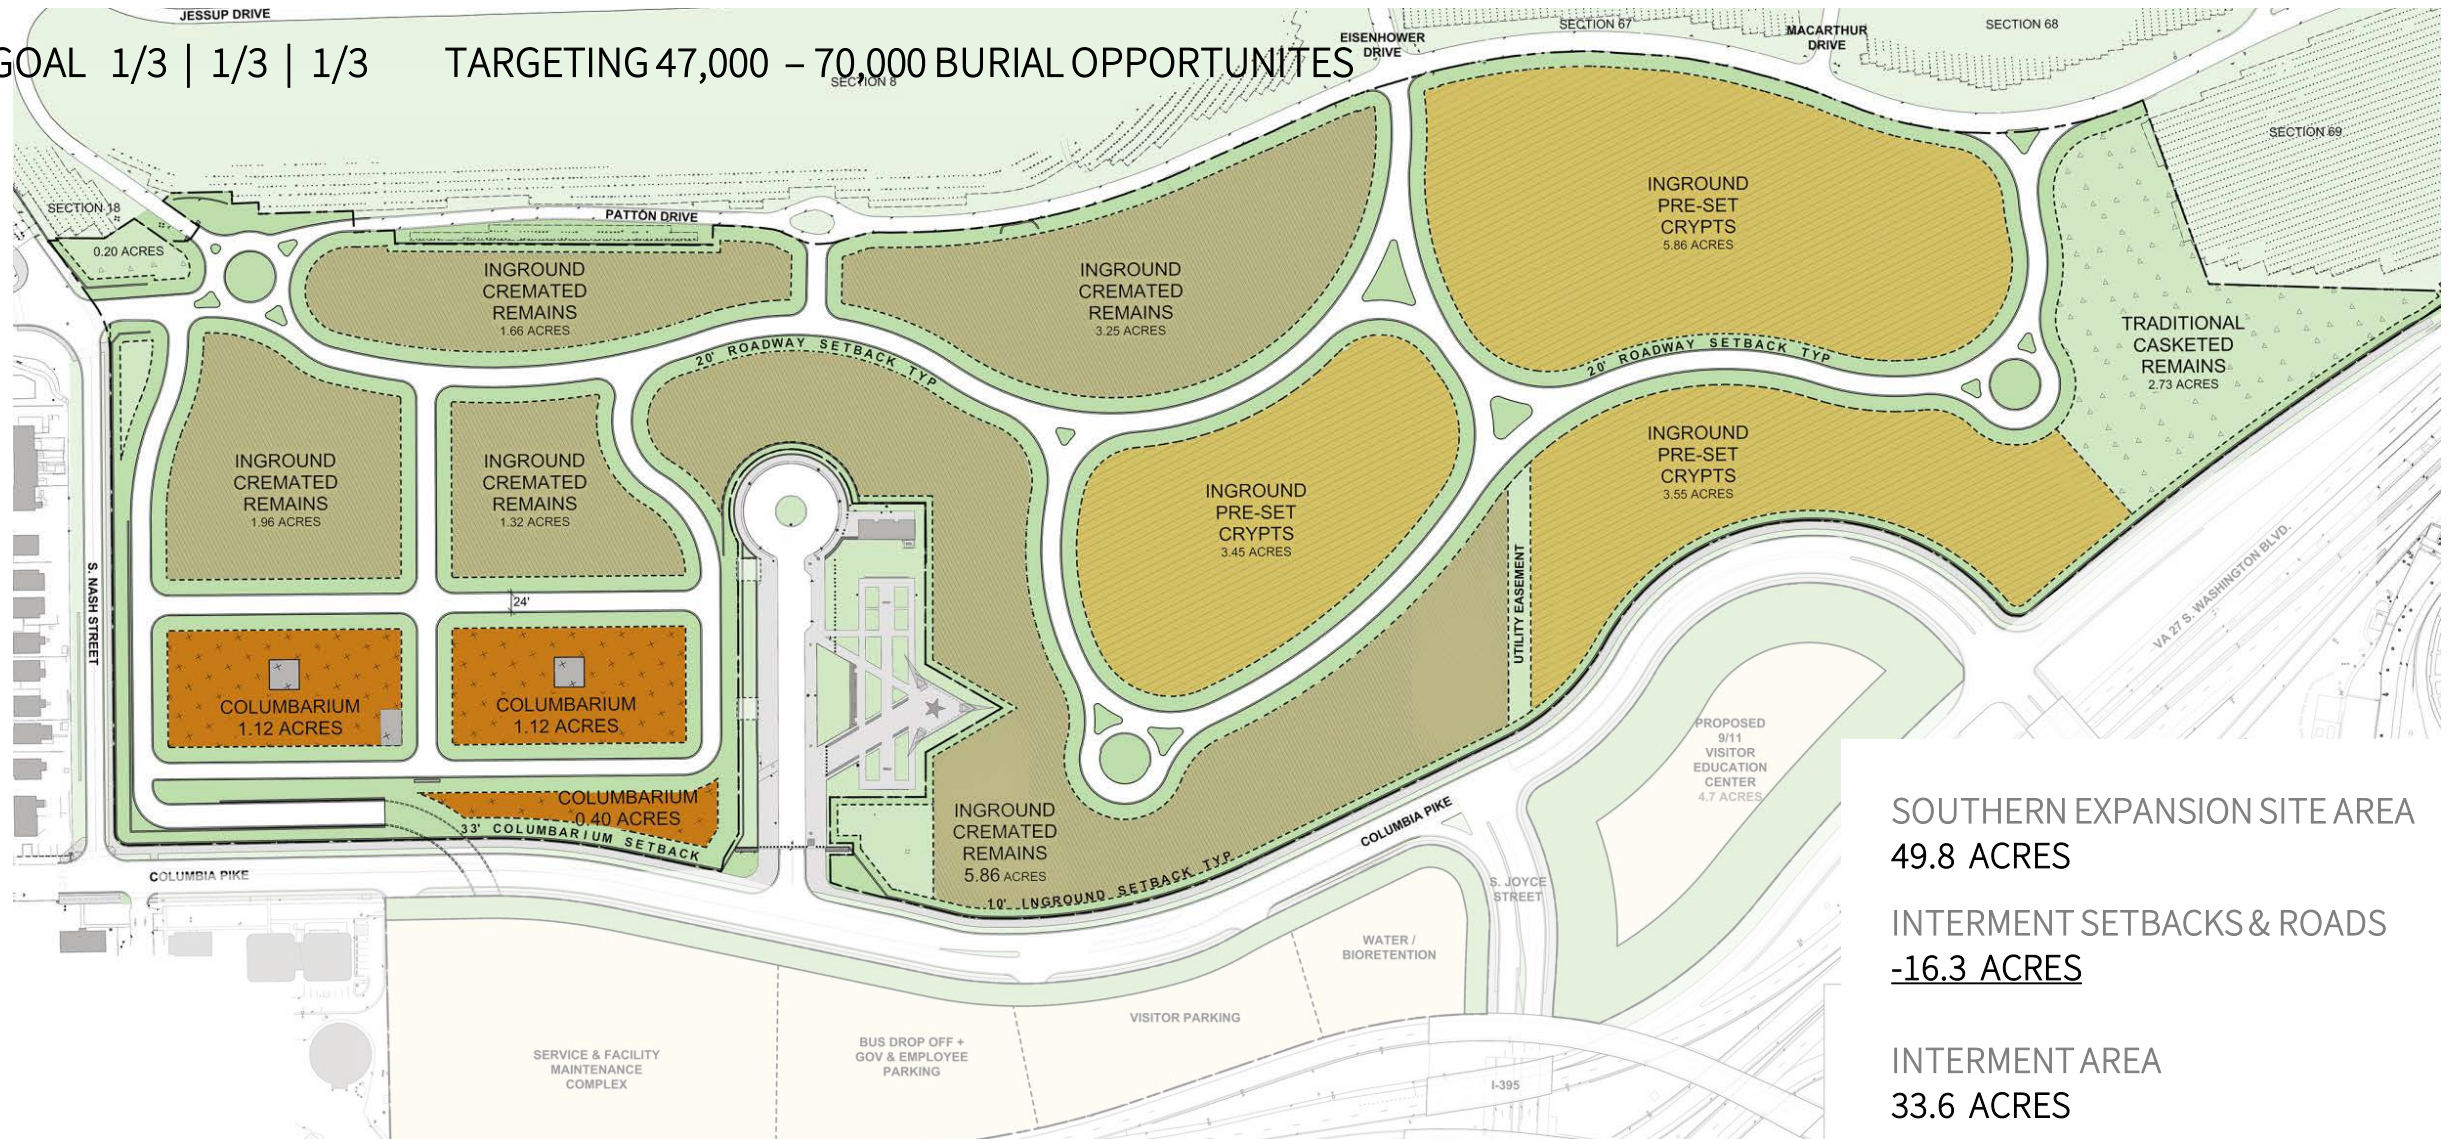 JESSUP DRIVE
GOAL 1/3 | 1/3 | 1/3 TARGETING 47,000 – 70,000 BURIAL OPPORTUNITES
EISENHOWER
DRIVE
SECTION 67
MACARTHUR
DRIVE
SECTION 68
SECTION 8
SECTION 69
SECTION 18
0.20 ACRES
PATTON DRIVE
INGROUND
CREMATED
REMAINS
1.66 ACRES
INGROUND
CREMATED
REMAINS
3.25 ACRES
INGROUND
PRE-SET
CRYPTS
5.86 ACRES
TRADITIONAL
CASKETED
REMAINS
2.73 ACRES
20' ROADWAY SETBACK TYP
20' ROADWAY SETBACK TYP
INGROUND
CREMATED
REMAINS
1.96 ACRES
INGROUND
CREMATED
REMAINS
1.32 ACRES
INGROUND
PRE-SET
CRYPTS
3.45 ACRES
INGROUND
PRE-SET
CRYPTS
3.55 ACRES
S. NASH STREET
24'
UTILITY EASEMENT
VA 27 S. WASHINGTON BLVD.
COLUMBARIUM
1.12 ACRES
COLUMBARIUM
1.12 ACRES
COLUMBARIUM
0.40 ACRES
33' COLUMBARIUM SETBACK
INGROUND
CREMATED
REMAINS
5.86 ACRES
10' LNGROUND SETBACK TYP
COLUMBIA PIKE
COLUMBIA PIKE
PROPOSED
9/11
VISITOR
EDUCATION
CENTER
4.7 ACRES
S. JOYCE
STREET
WATER /
BIORETENTION
VISITOR PARKING
BUS DROP OFF +
GOV & EMPLOYEE
PARKING
SERVICE & FACILITY
MAINTENANCE
COMPLEX
I-395
SOUTHERN EXPANSION SITE AREA
49.8 ACRES
INTERMENT SETBACKS & ROADS
-16.3 ACRES
INTERMENT AREA
33.6 ACRES